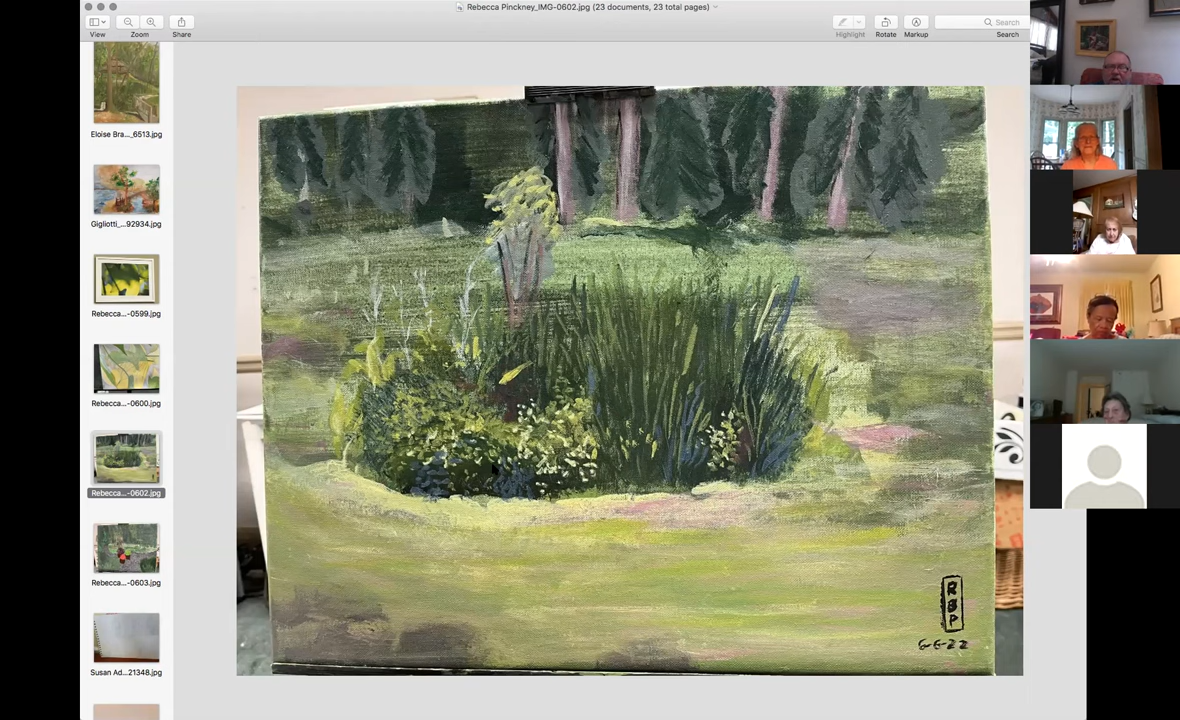 Rebecca Pinckney_IMG-0602.jpg (23 documents, 23 total pages)
View
Zoom
Share
Highlight
Rotate
Markup
Search
Search
Eloise Bra..._6513.jpg
Gigliotti_...92934.jpg
Rebecca...-0599.jpg
Rebecca...-0600.jpg
Rebecca...-0602.jpg
Rebecca...-0603.jpg
Susan Ad...21348.jpg
RBP
6-6-22